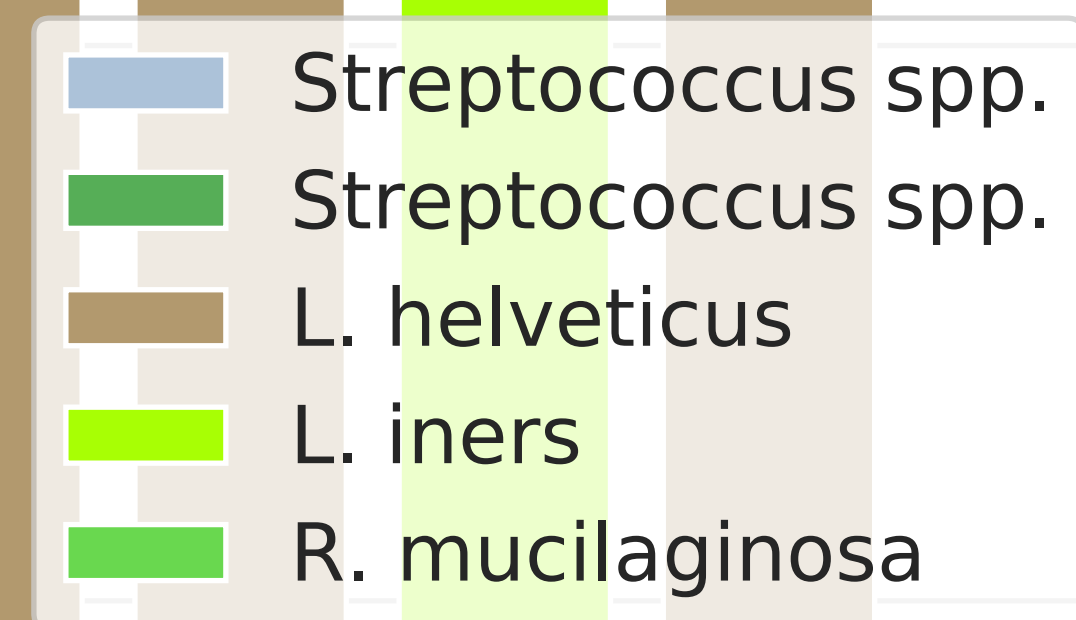 Streptococcus spp.
Streptococcus spp.
L. helveticus
L. iners
R. mucilaginosa